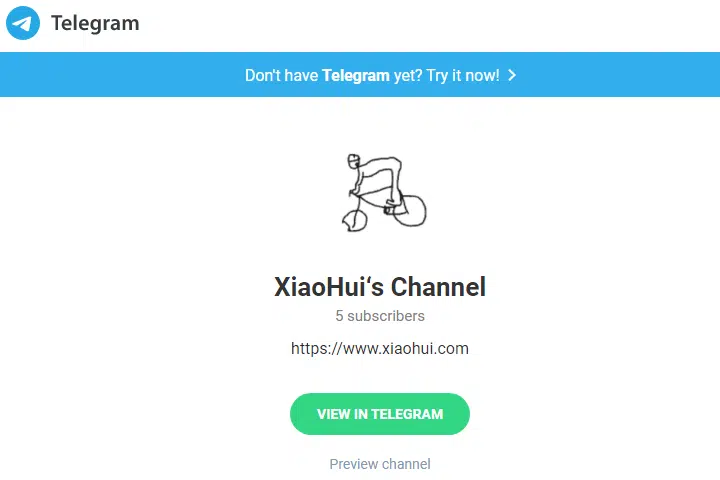 Telegram
Don't have Telegram yet? Try it now!
XiaoHui‘s Channel
5 subscribers
https://www.xiaohui.com
VIEW IN TELEGRAM
Preview channel